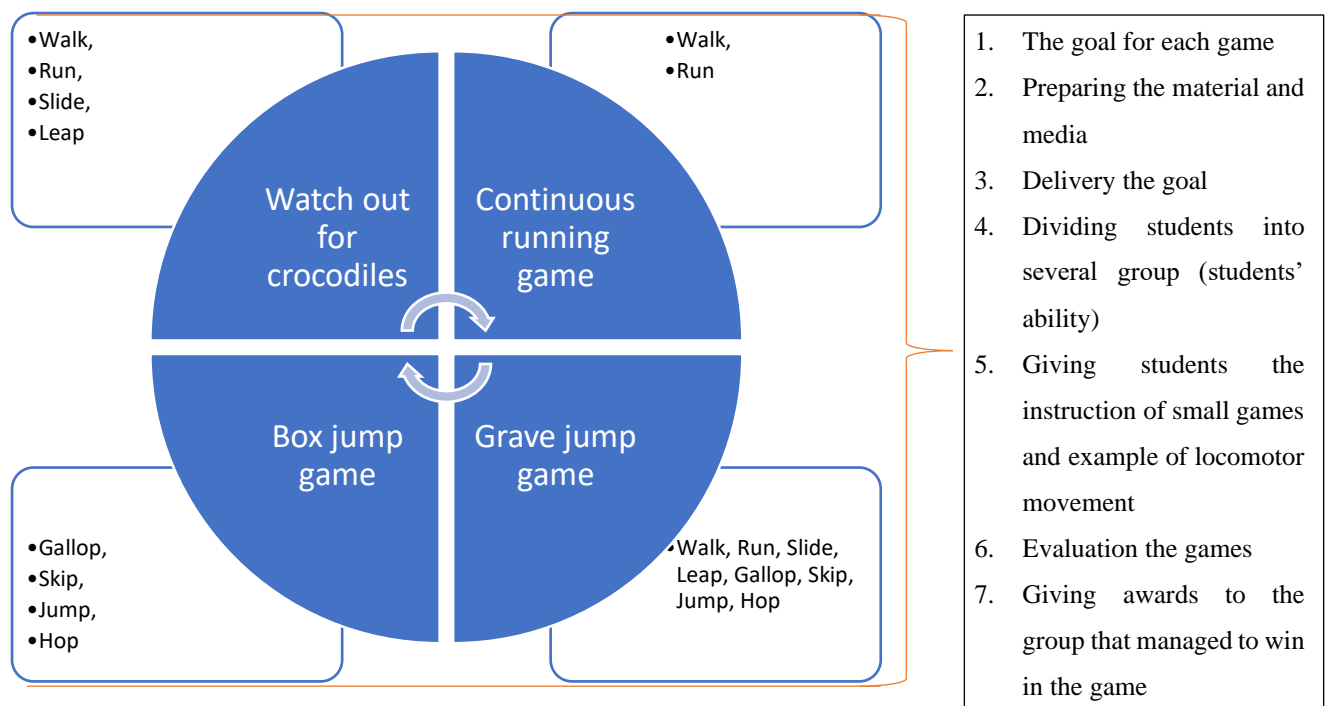 •Walk,
•Run,
•Slide,
•Leap
•Walk,
•Run
Watch out
for
crocodiles
Continuous
running
game
Box jump
game
Grave jump
game
•Gallop,
•Skip,
•Jump,
•Hop
•Walk, Run, Slide,
Leap, Gallop, Skip,
Jump, Hop
1. The goal for each game
2. Preparing the material and
media
3. Delivery the goal
4. Dividing students into
several group (students’
ability)
5. Giving students the
instruction of small games
and example of locomotor
movement
6. Evaluation the games
7. Giving awards to the
group that managed to win
in the game